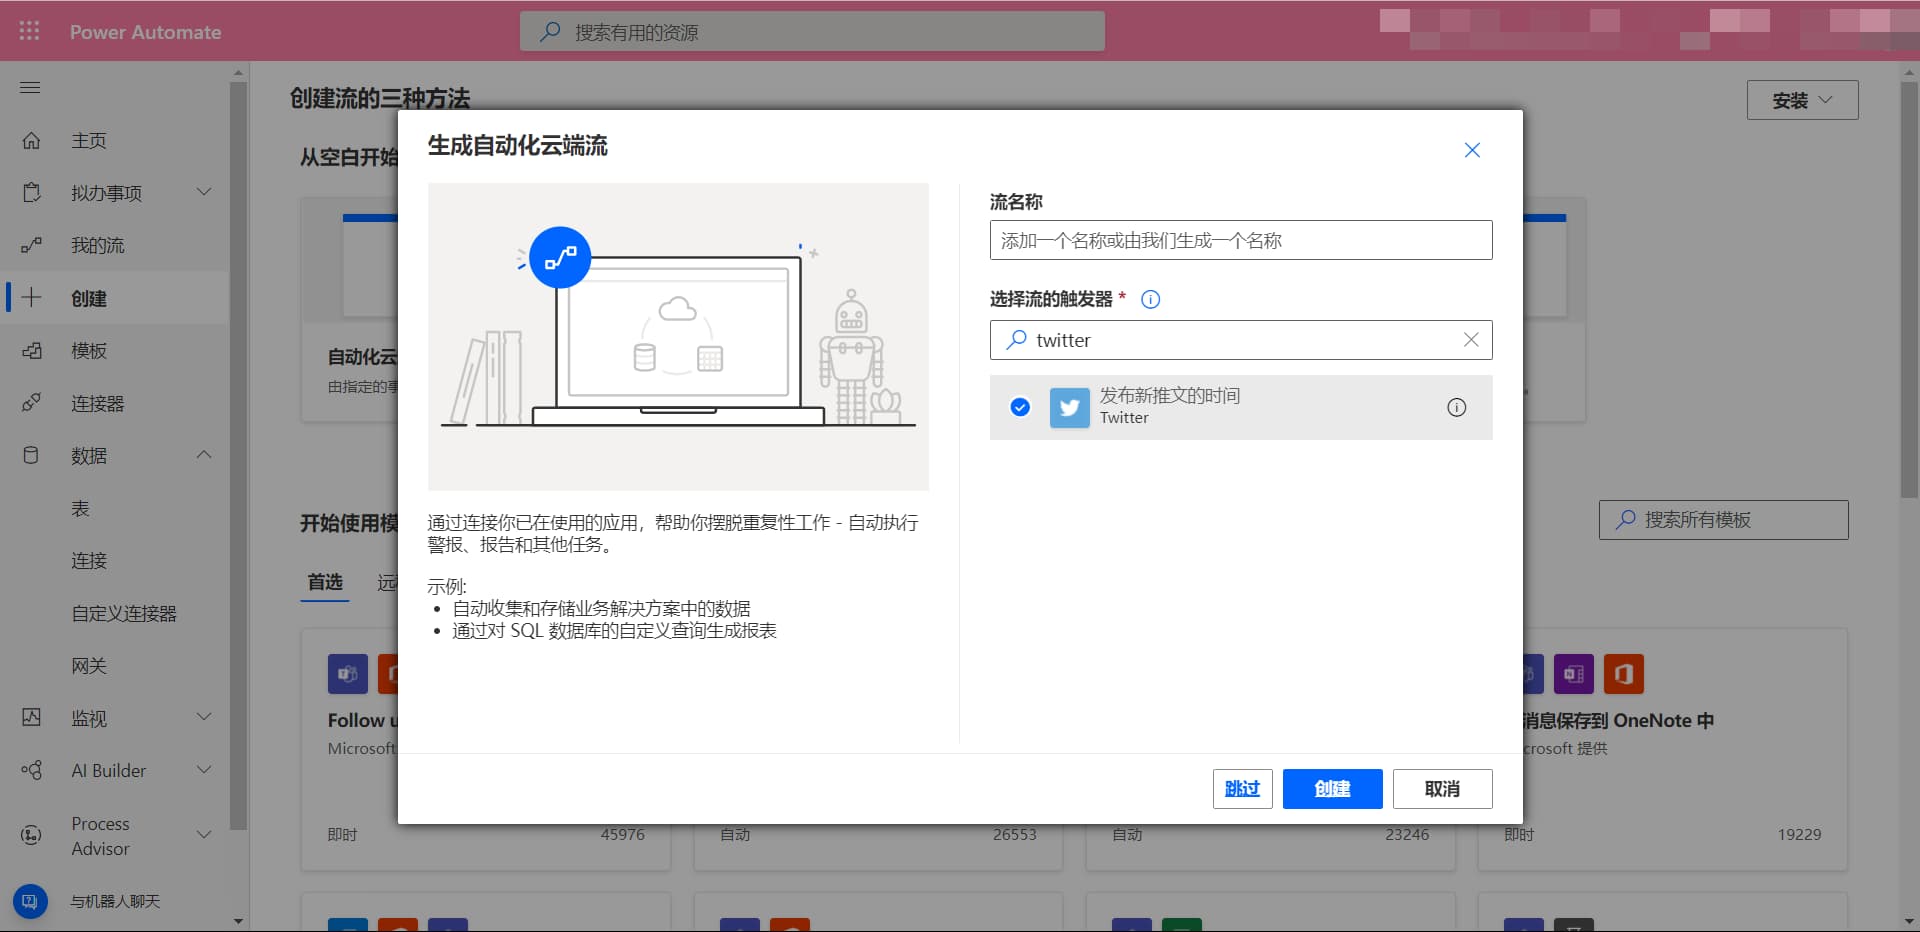 Power Automate
搜索有用的资源
主页
拟办事项
我的流
创建
模板
连接器
数据
表
连接
自定义连接器
网关
监视
AI Builder
Process
Advisor
与机器人聊天
创建流的三种方法
安装
从空白开始
自动化云
由指定的事
开始使用模
搜索所有模板
首选
Follow u
Microsoft
即时
45976
自动
26553
自动
23246
消息保存到 OneNote 中
crosoft 提供
即时
19229
生成自动化云端流
通过连接你已在使用的应用，帮助你摆脱重复性工作 - 自动执行
警报、报告和其他任务。
示例:
• 自动收集和存储业务解决方案中的数据
• 通过对 SQL 数据库的自定义查询生成报表
流名称
添加一个名称或由我们生成一个名称
选择流的触发器 *
twitter
发布新推文的时间
Twitter
跳过
创建
取消